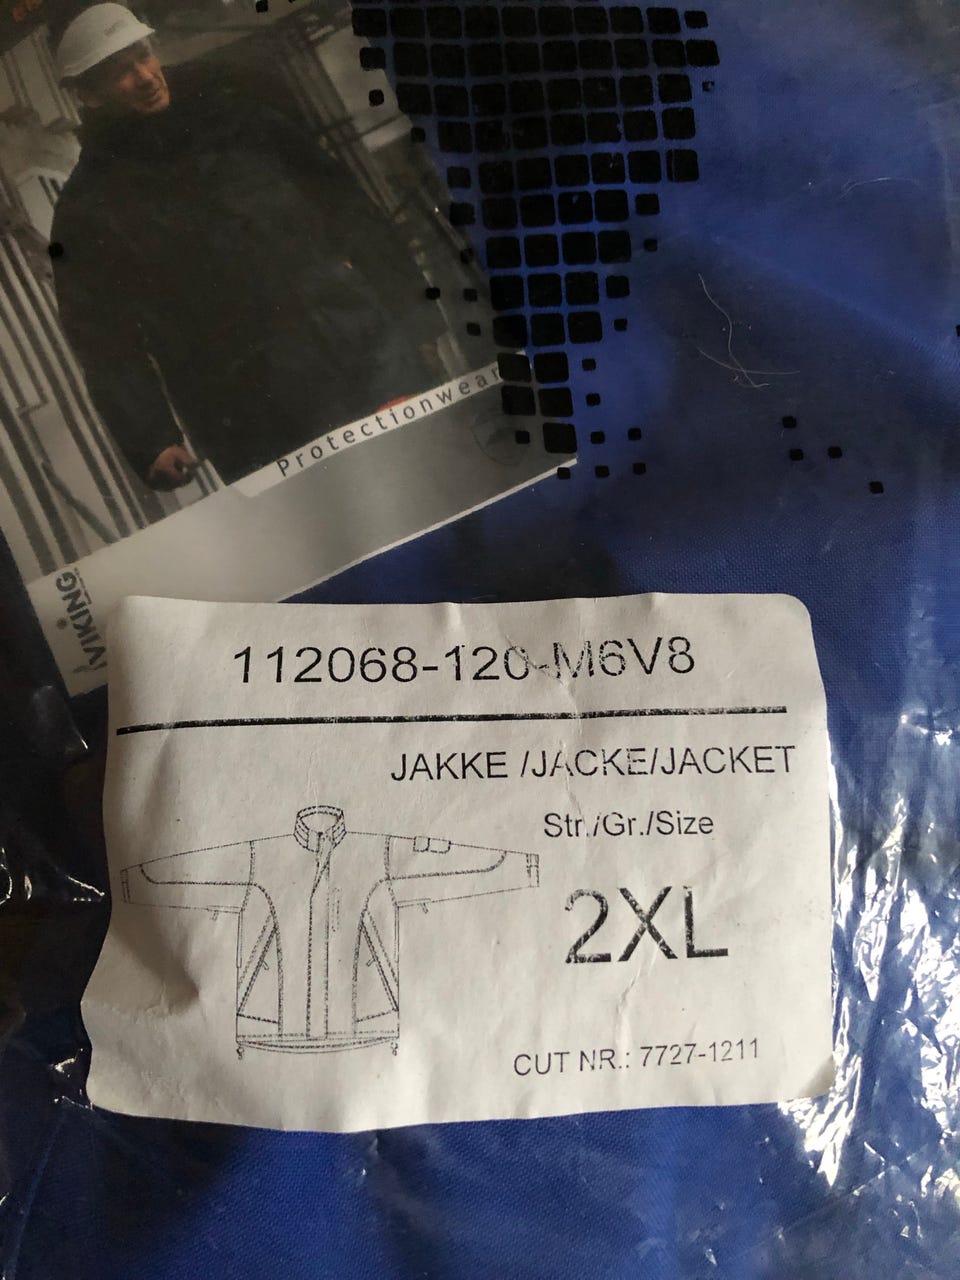 Protectionwear
VIKING
112068-120-M6V8
JAKKE /JACKE/JACKET
Str./Gr./Size
2XL
CUT NR.: 7727-1211